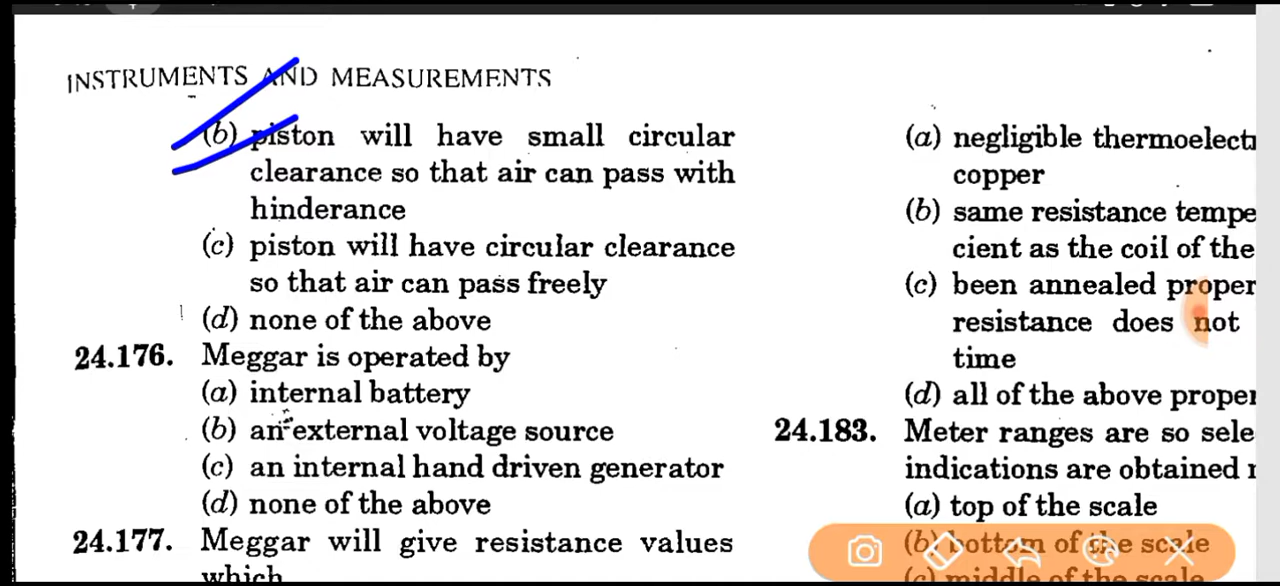 INSTRUMENTS AND MEASUREMENTS
(b) piston will have small circular
clearance so that air can pass with
hinderance
(c) piston will have circular clearance
so that air can pass freely
(d) none of the above
24.176. Meggar is operated by
(a) internal battery
(b) an external voltage source
(c) an internal hand driven generator
(d) none of the above
24.177. Meggar will give resistance values
which
(a) negligible thermoelect
copper
(b) same resistance tempe
cient as the coil of the
(c) been annealed proper
resistance does not
time
(d) all of the above proper
24.183. Meter ranges are so sele
indications are obtained
(a) top of the scale
(b) bottom of the scale
(c) middle of the scale